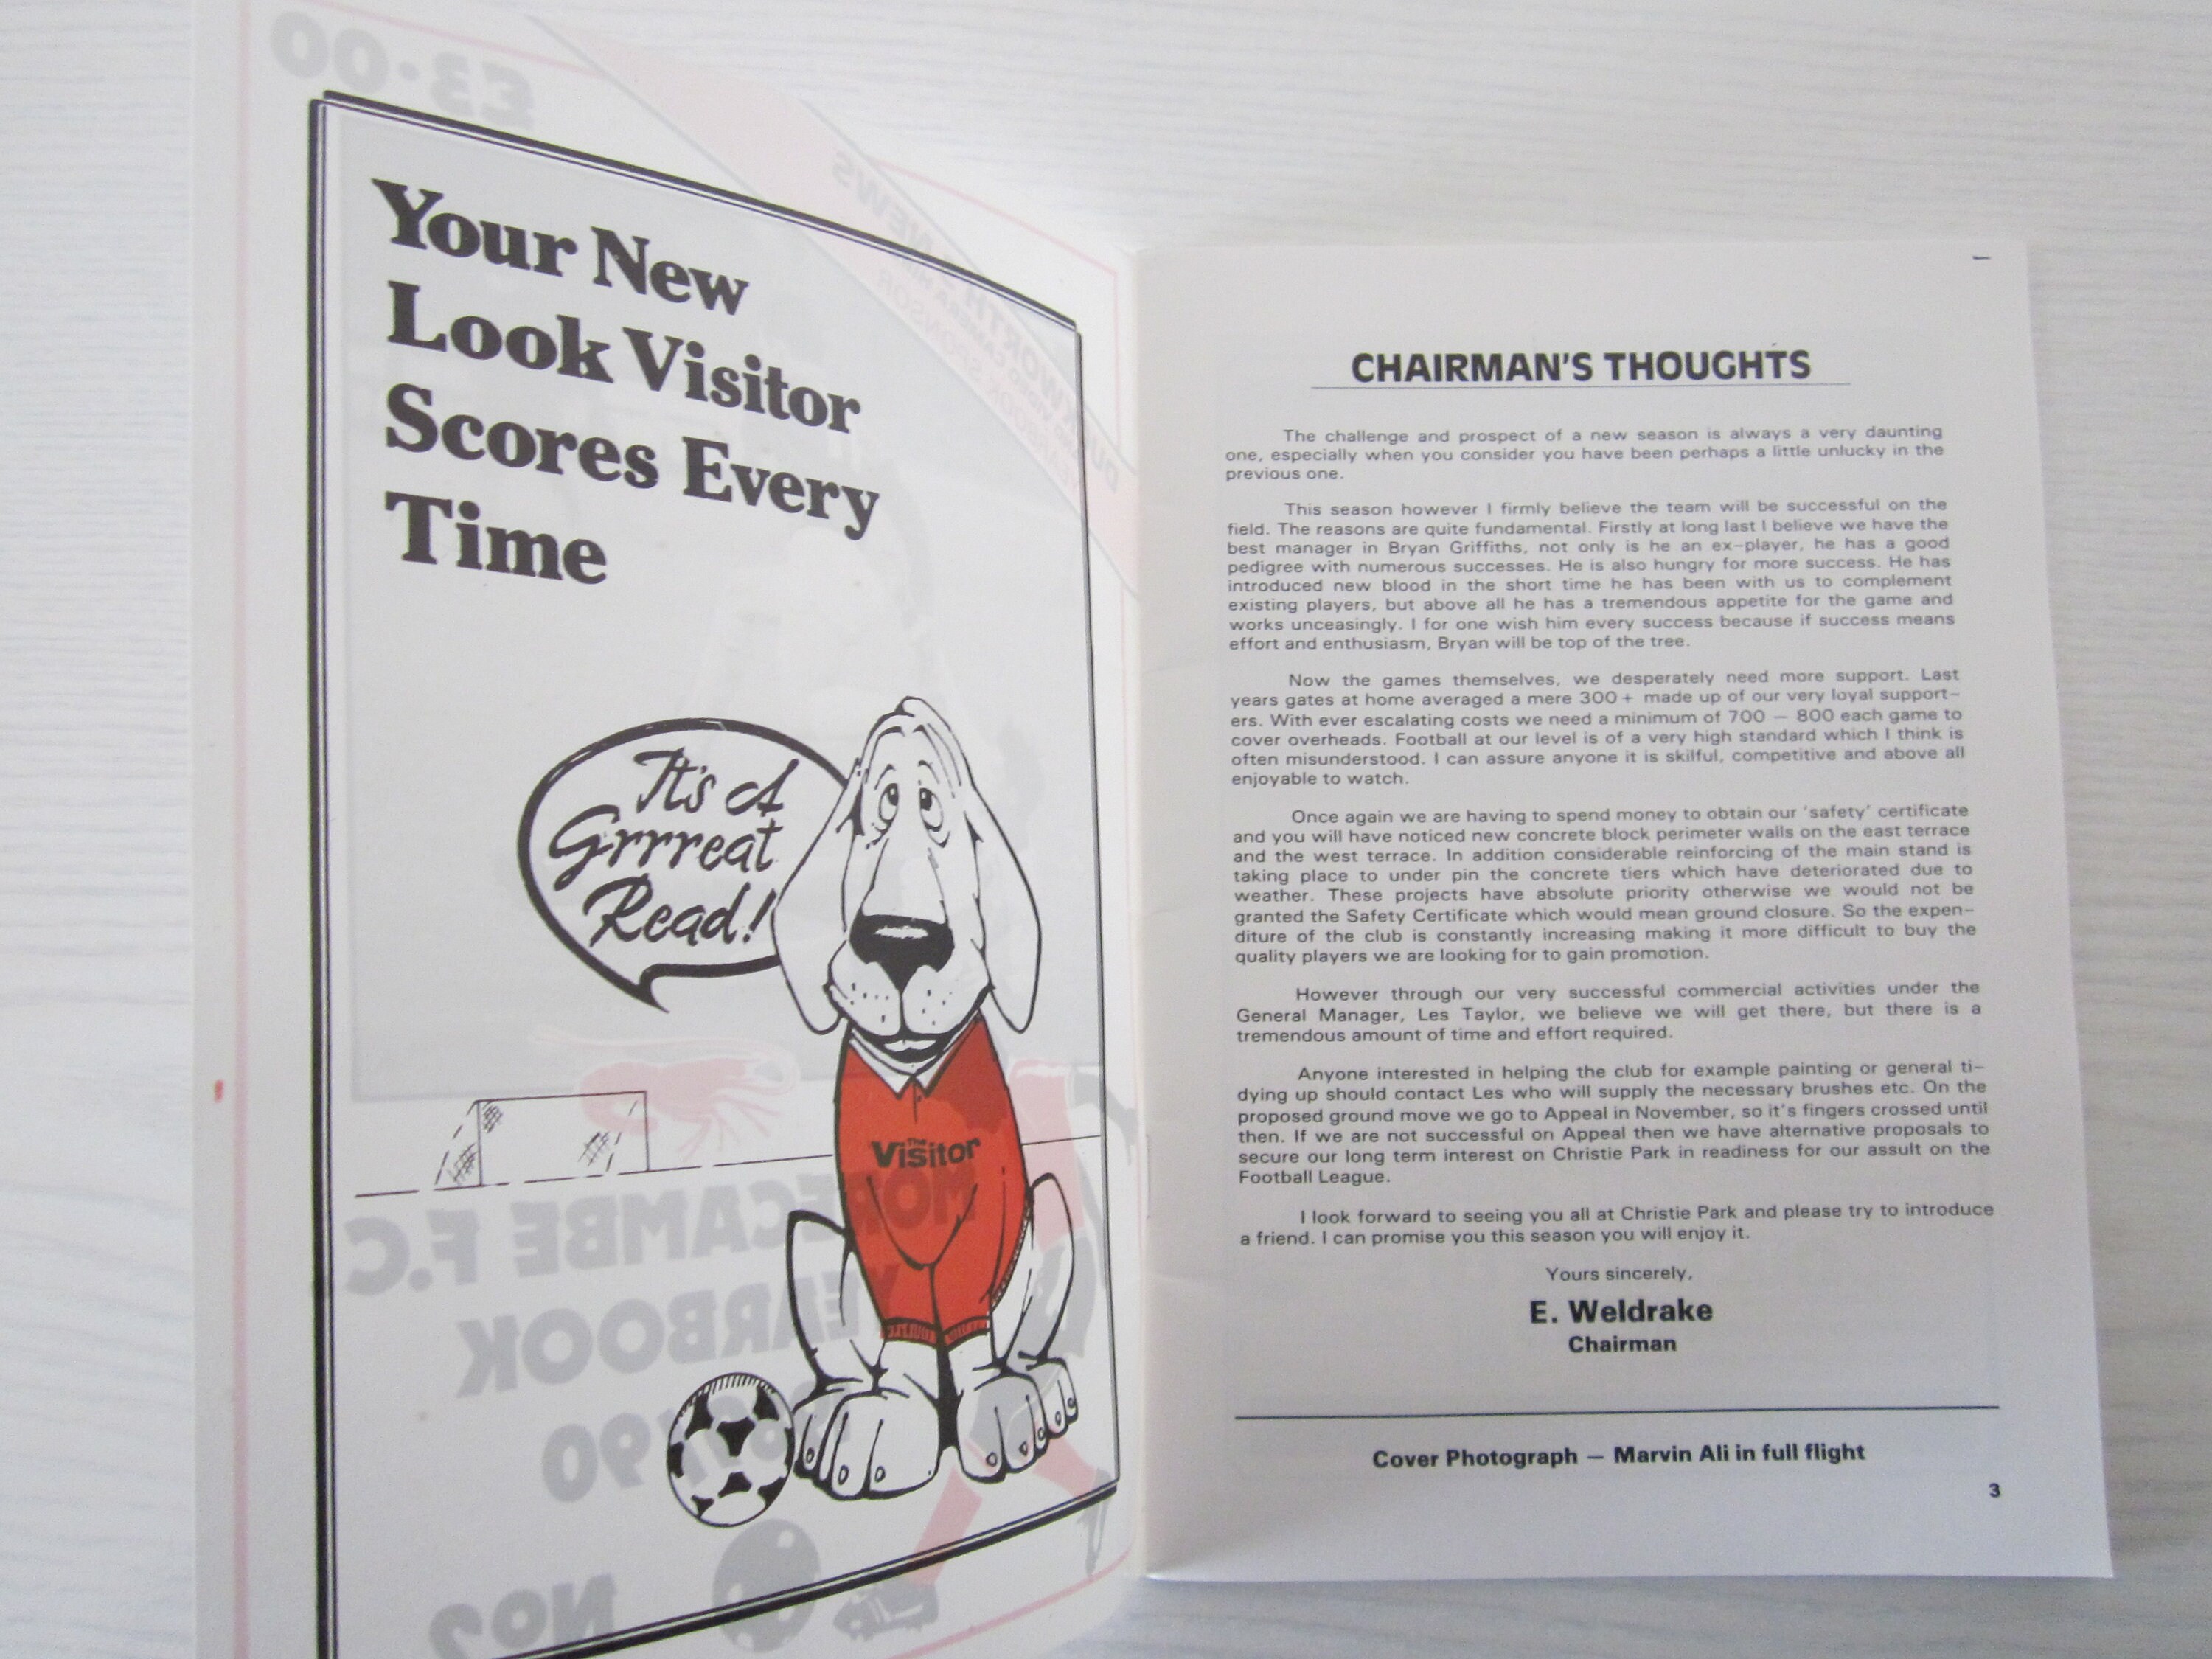 Your New
Look Visitor
Scores Every
Time
It's A
Grrrreat
Read!
The
Visitor
£3·00
MORECAMBE F.C
YEARBOOK
89/90
Nº2
CHAIRMAN'S THOUGHTS
The challenge and prospect of a new season is always a very daunting
one, especially when you consider you have been perhaps a little unlucky in the
previous one.
This season however I firmly believe the team will be successful on the
field. The reasons are quite fundamental. Firstly at long last I believe we have the
best manager in Bryan Griffiths, not only is he an ex-player, he has a good
pedigree with numerous successes. He is also hungry for more success. He has
introduced new blood in the short time he has been with us to complement
existing players, but above all he has a tremendous appetite for the game and
works unceasingly. I for one wish him every success because if success means
effort and enthusiasm, Bryan will be top of the tree.
Now the games themselves, we desperately need more support. Last
years gates at home averaged a mere 300+ made up of our very loyal support-
ers. With ever escalating costs we need a minimum of 700 – 800 each game to
cover overheads. Football at our level is of a very high standard which I think is
often misunderstood. I can assure anyone it is skilful, competitive and above all
enjoyable to watch.
Once again we are having to spend money to obtain our 'safety' certificate
and you will have noticed new concrete block perimeter walls on the east terrace
and the west terrace. In addition considerable reinforcing of the main stand is
taking place to under pin the concrete tiers which have deteriorated due to
weather. These projects have absolute priority otherwise we would not be
granted the Safety Certificate which would mean ground closure. So the expen-
diture of the club is constantly increasing making it more difficult to buy the
quality players we are looking for to gain promotion.
However through our very successful commercial activities under the
General Manager, Les Taylor, we believe we will get there, but there is a
tremendous amount of time and effort required.
Anyone interested in helping the club for example painting or general ti-
dying up should contact Les who will supply the necessary brushes etc. On the
proposed ground move we go to Appeal in November, so it's fingers crossed until
then. If we are not successful on Appeal then we have alternative proposals to
secure our long term interest on Christie Park in readiness for our assult on the
Football League.
I look forward to seeing you all at Christie Park and please try to introduce
a friend. I can promise you this season you will enjoy it.
Yours sincerely,
E. Weldrake
Chairman
Cover Photograph – Marvin Ali in full flight
3